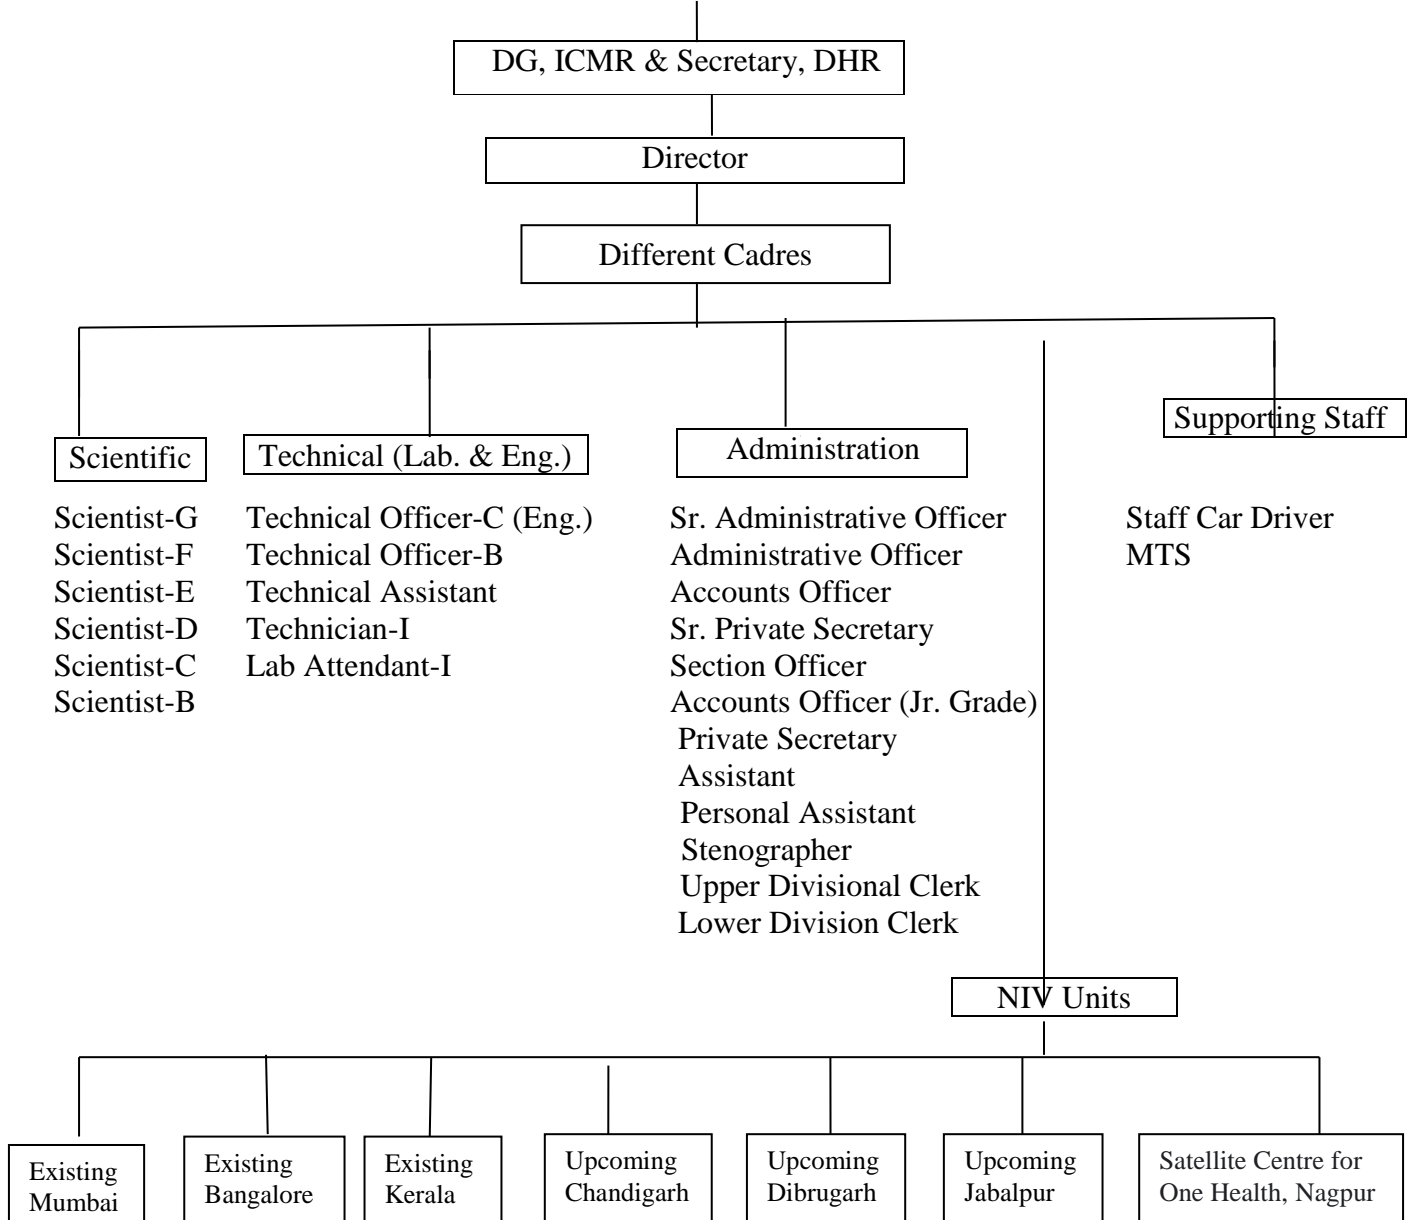 DG, ICMR & Secretary, DHR
Director
Different Cadres
Scientific
Scientist-G
Scientist-F
Scientist-E
Scientist-D
Scientist-C
Scientist-B
Technical (Lab. & Eng.)
Technical Officer-C (Eng.)
Technical Officer-B
Technical Assistant
Technician-I
Lab Attendant-I
Administration
Sr. Administrative Officer
Administrative Officer
Accounts Officer
Sr. Private Secretary
Section Officer
Accounts Officer (Jr. Grade)
Private Secretary
Assistant
Personal Assistant
Stenographer
Upper Divisional Clerk
Lower Division Clerk
Supporting Staff
Staff Car Driver
MTS
NIV Units
Existing
Mumbai
Existing
Bangalore
Existing
Kerala
Upcoming
Chandigarh
Upcoming
Dibrugarh
Upcoming
Jabalpur
Satellite Centre for
One Health, Nagpur